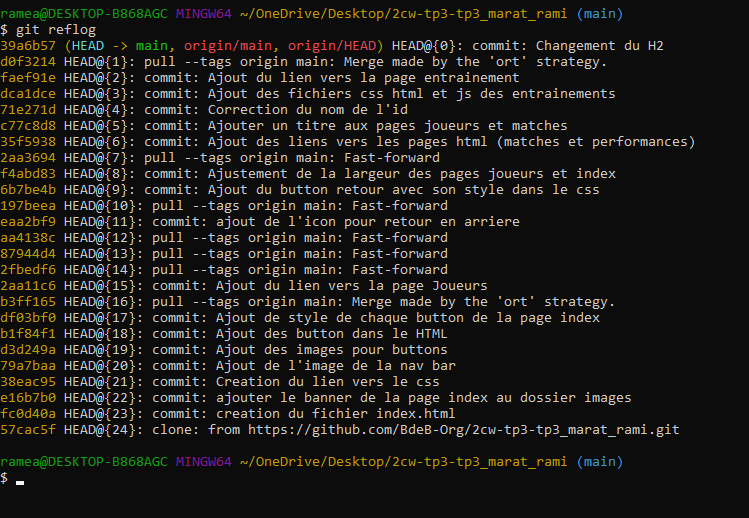 ramea@DESKTOP-B868AGC MINGW64 ~/OneDrive/Desktop/2cw-tp3-tp3_marat_rami (main)
$ git reflog
39a6b57 (HEAD -> main, origin/main, origin/HEAD) HEAD@{0}: commit: Changement du H2
d0f3214 HEAD@{1}: pull --tags origin main: Merge made by the 'ort' strategy.
faef91e HEAD@{2}: commit: Ajout du lien vers la page entrainement
dca1dce HEAD@{3}: commit: Ajout des fichiers css html et js des entrainements
71e271d HEAD@{4}: commit: Correction du nom de l'id
c77c8d8 HEAD@{5}: commit: Ajouter un titre aux pages joueurs et matches
35f5938 HEAD@{6}: commit: Ajout des liens vers les pages html (matches et performances)
2aa3694 HEAD@{7}: pull --tags origin main: Fast-forward
f4abd83 HEAD@{8}: commit: Ajustement de la largeur des pages joueurs et index
6b7be4b HEAD@{9}: commit: Ajout du button retour avec son style dans le css
197beea HEAD@{10}: pull --tags origin main: Fast-forward
eaa2bf9 HEAD@{11}: commit: ajout de l'icon pour retour en arriere
aa4138c HEAD@{12}: pull --tags origin main: Fast-forward
87944d4 HEAD@{13}: pull --tags origin main: Fast-forward
2fbedf6 HEAD@{14}: pull --tags origin main: Fast-forward
2aa11c6 HEAD@{15}: commit: Ajout du lien vers la page Joueurs
b3ff165 HEAD@{16}: pull --tags origin main: Merge made by the 'ort' strategy.
df03bf0 HEAD@{17}: commit: Ajout de style de chaque button de la page index
b1f84f1 HEAD@{18}: commit: Ajout des button dans le HTML
d3d249a HEAD@{19}: commit: Ajout des images pour buttons
79a7baa HEAD@{20}: commit: Ajout de l'image de la nav bar
38eac95 HEAD@{21}: commit: Creation du lien vers le css
e16b7b0 HEAD@{22}: commit: ajouter le banner de la page index au dossier images
fc0d40a HEAD@{23}: commit: creation du fichier index.html
57cac5f HEAD@{24}: clone: from https://github.com/BdeB-Org/2cw-tp3-tp3_marat_rami.git
ramea@DESKTOP-B868AGC MINGW64 ~/OneDrive/Desktop/2cw-tp3-tp3_marat_rami (main)
$